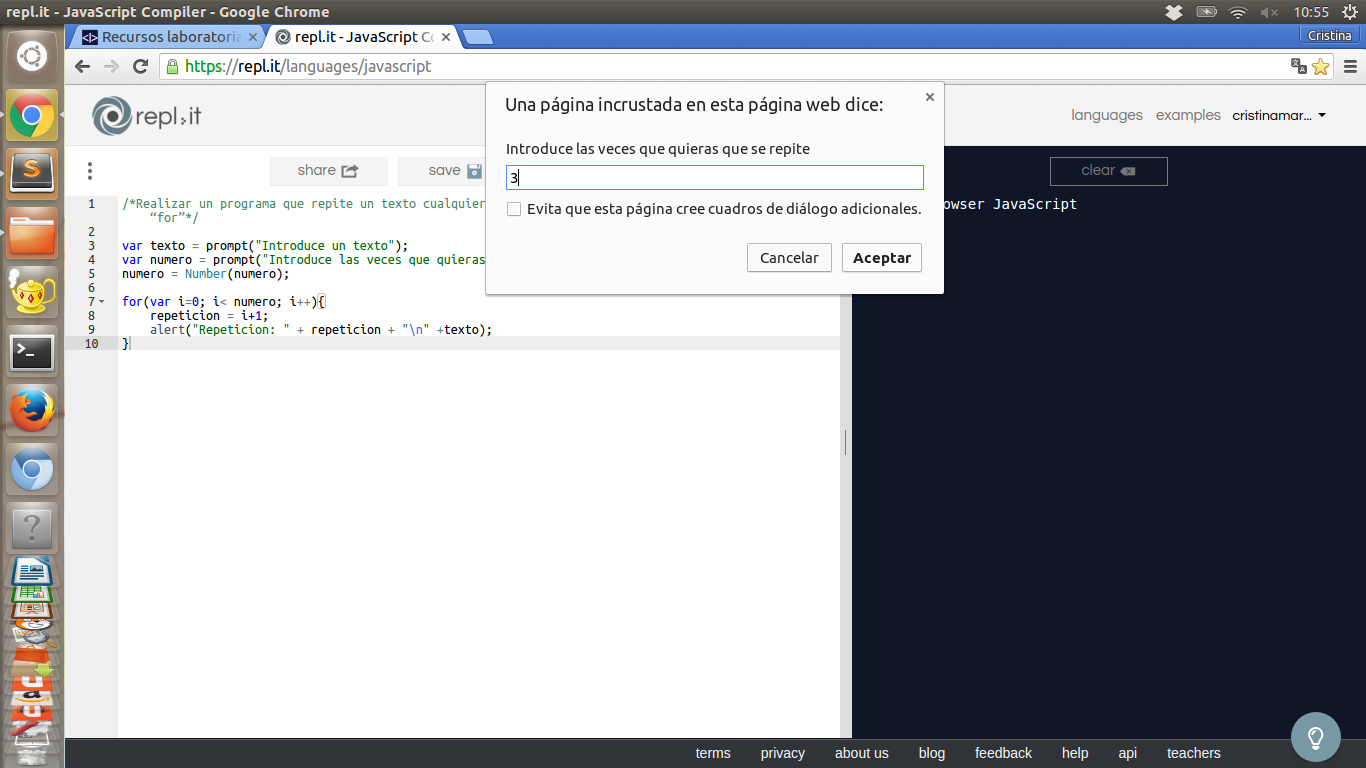 repl.it - JavaScript Compiler - Google Chrome
10:55
Recursos laboratoria
repl.it - JavaScript Co
Cristina
https://repl.it/languages/javascript
repl.it
languages examples cristinamar...
Una página incrustada en esta página web dice:
Introduce las veces que quieras que se repite
3
Evita que esta página cree cuadros de diálogo adicionales.
Cancelar Aceptar
share save
clear
owser JavaScript
1 /*Realizar un programa que repite un texto cualquier
“for”*/
2
3 var texto = prompt("Introduce un texto");
4 var numero = prompt("Introduce las veces que quieras
5 numero = Number(numero);
6
7 for(var i=0; i< numero; i++){
8 repeticion = i+1;
9 alert("Repeticion: " + repeticion + "\n" +texto);
10 }
terms privacy about us blog feedback help api teachers